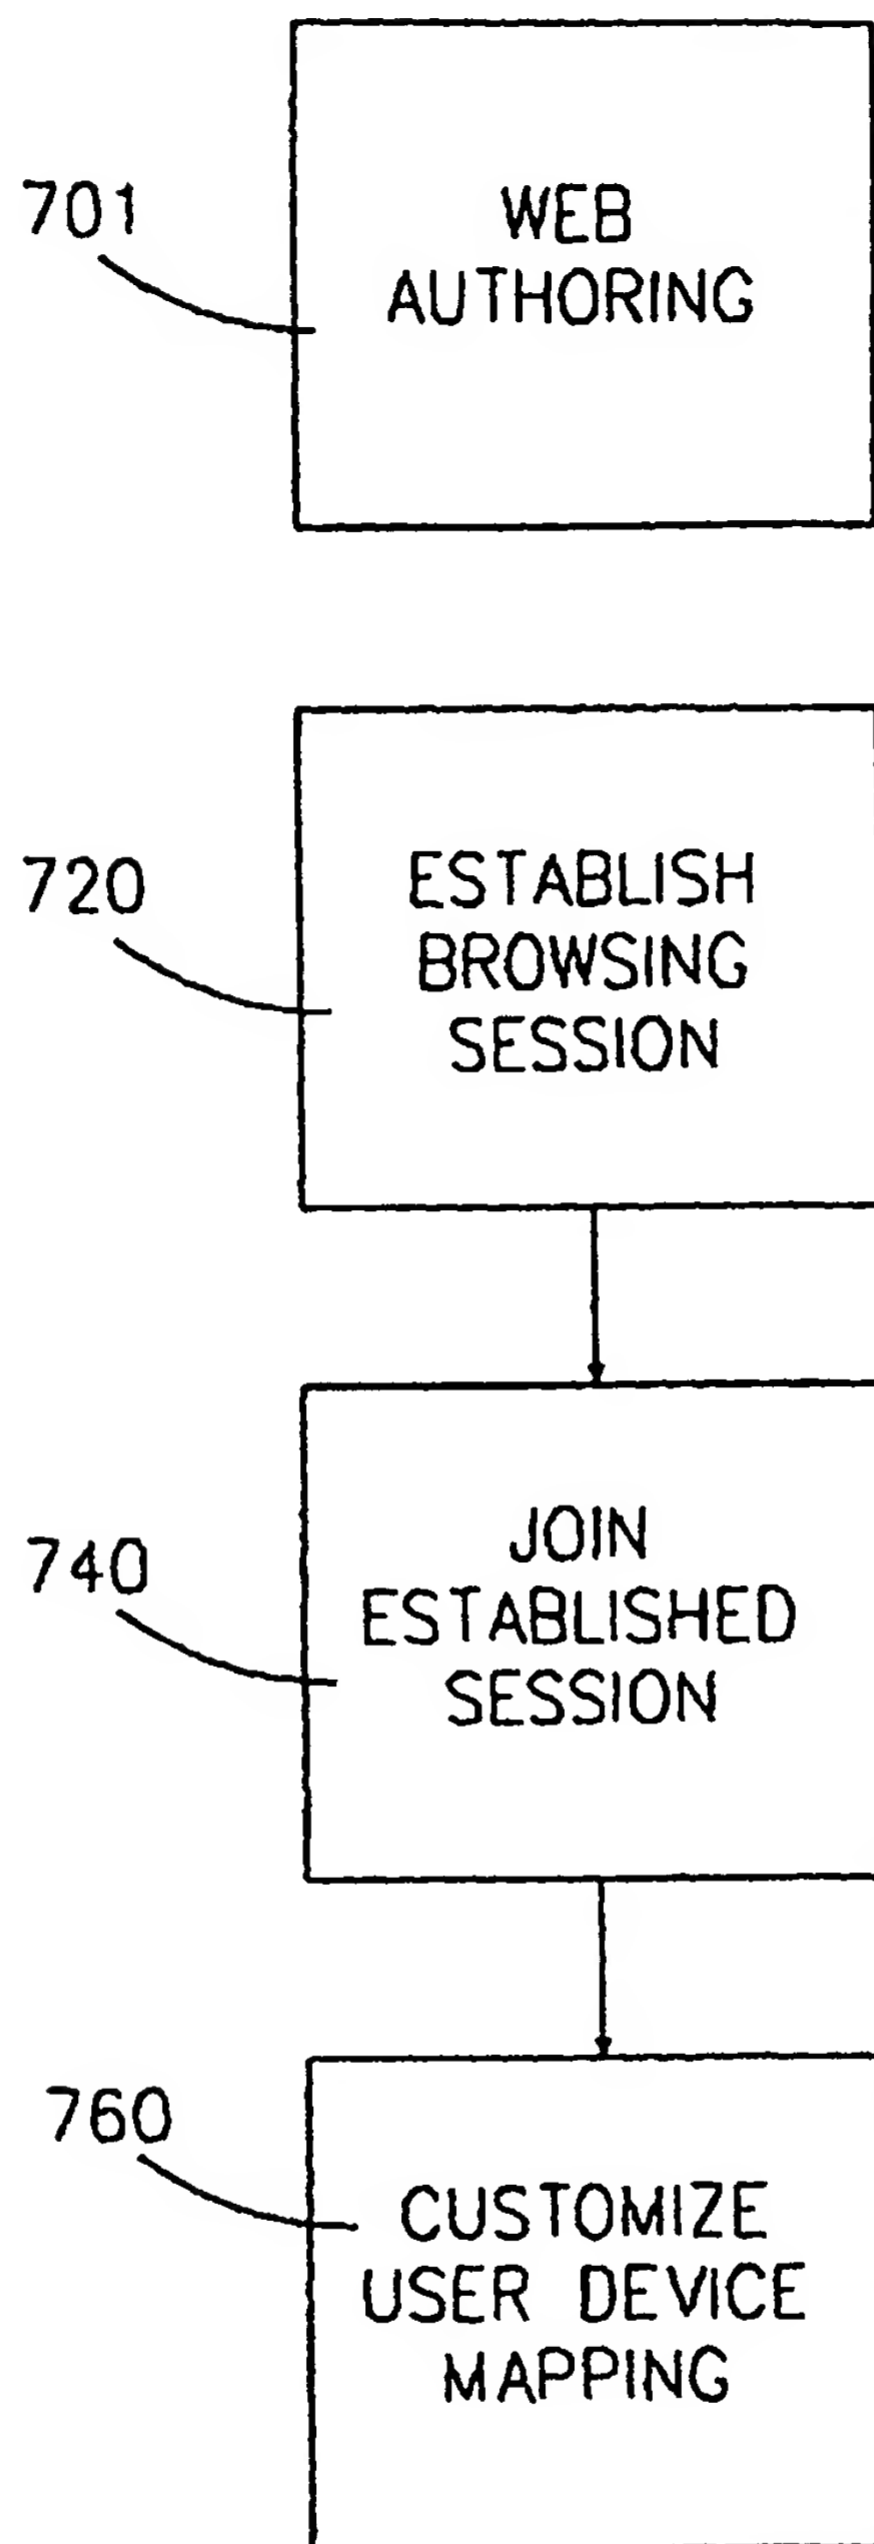 701
WEB
AUTHORING
720
ESTABLISH
BROWSING
SESSION
740
JOIN
ESTABLISHED
SESSION
760
CUSTOMIZE
USER DEVICE
MAPPING